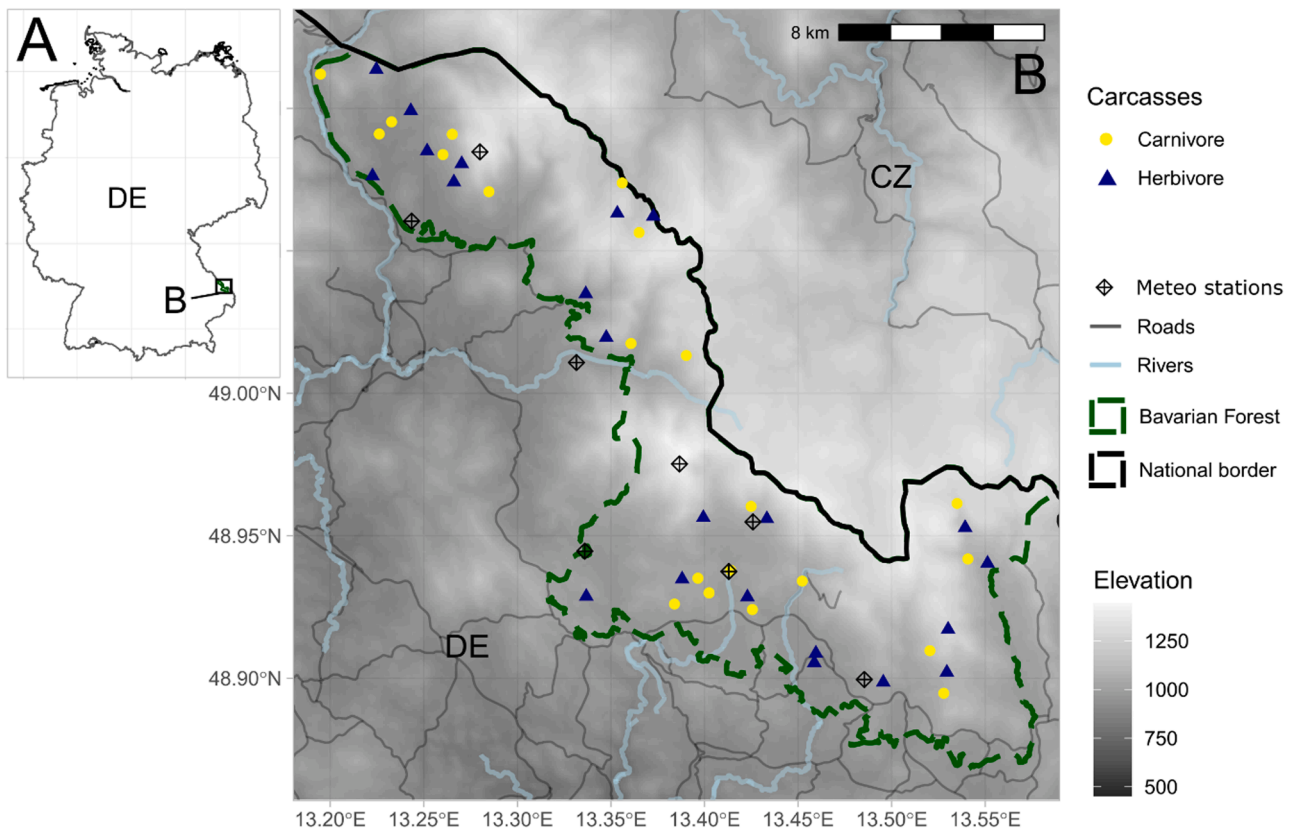 A
DE
B
8 km
B
CZ
DE
49.00°N
48.95°N
48.90°N
13.20°E
13.25°E
13.30°E
13.35°E
13.40°E
13.45°E
13.50°E
13.55°E
Carcasses
Carnivore
Herbivore
Meteo stations
Roads
Rivers
Bavarian Forest
National border
Elevation
1250
1000
750
500